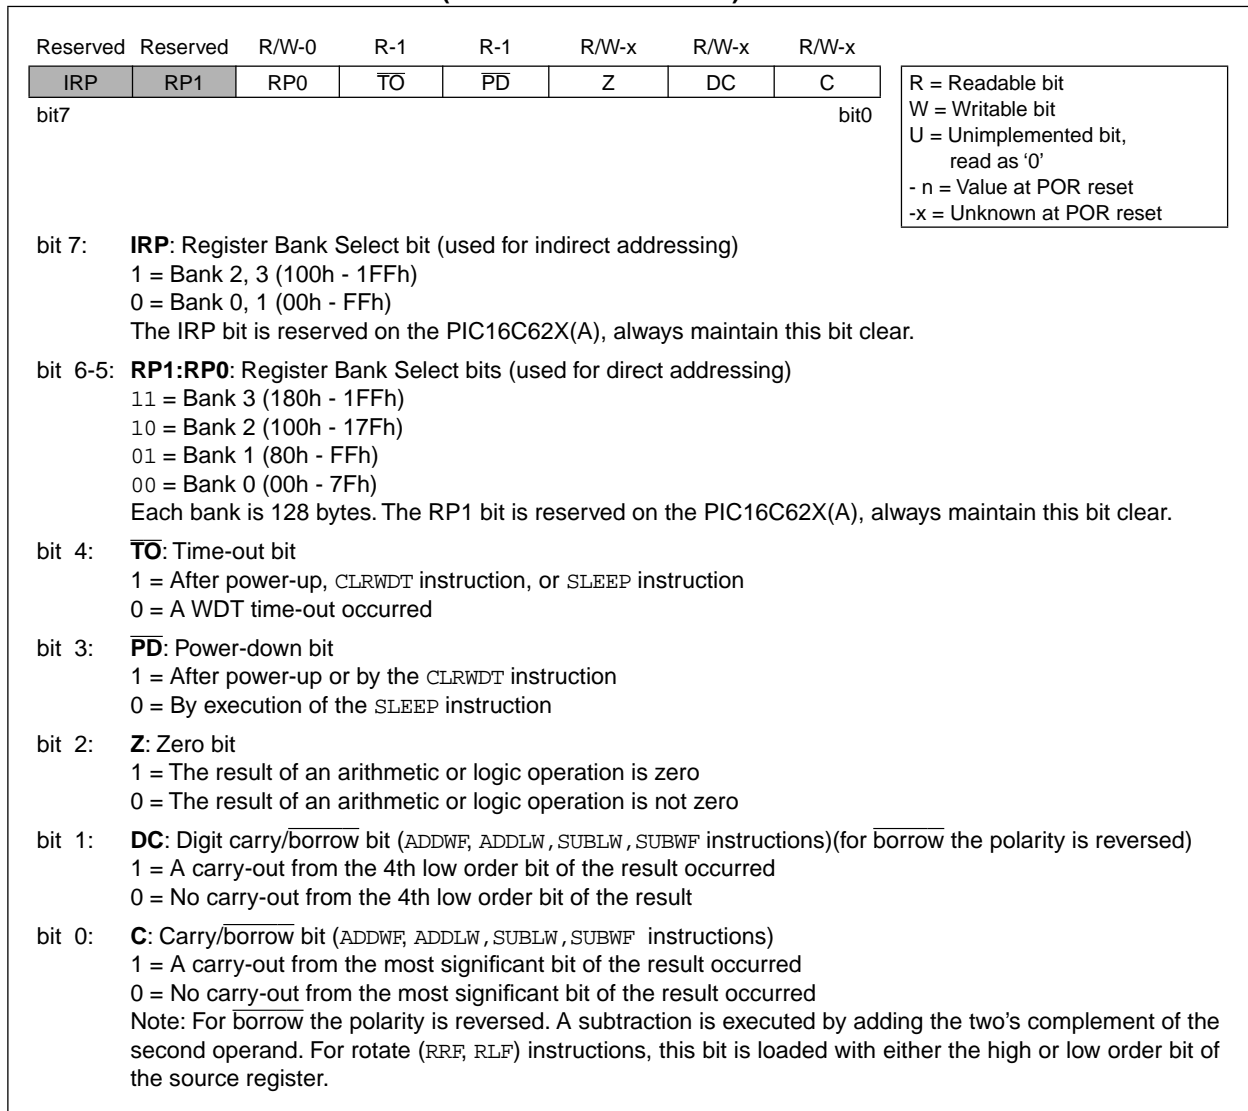 Reserved Reserved R/W-0 R-1 R-1 R/W-x R/W-x R/W-x
IRP RP1 RP0 T̅O̅ P̅D̅ Z DC C
bit7 bit0
R = Readable bit
W = Writable bit
U = Unimplemented bit,
read as ‘0’
- n = Value at POR reset
-x = Unknown at POR reset
bit 7: IRP: Register Bank Select bit (used for indirect addressing)
1 = Bank 2, 3 (100h - 1FFh)
0 = Bank 0, 1 (00h - FFh)
The IRP bit is reserved on the PIC16C62X(A), always maintain this bit clear.
bit 6-5: RP1:RP0: Register Bank Select bits (used for direct addressing)
11 = Bank 3 (180h - 1FFh)
10 = Bank 2 (100h - 17Fh)
01 = Bank 1 (80h - FFh)
00 = Bank 0 (00h - 7Fh)
Each bank is 128 bytes. The RP1 bit is reserved on the PIC16C62X(A), always maintain this bit clear.
bit 4: T̅O̅: Time-out bit
1 = After power-up, CLRWDT instruction, or SLEEP instruction
0 = A WDT time-out occurred
bit 3: P̅D̅: Power-down bit
1 = After power-up or by the CLRWDT instruction
0 = By execution of the SLEEP instruction
bit 2: Z: Zero bit
1 = The result of an arithmetic or logic operation is zero
0 = The result of an arithmetic or logic operation is not zero
bit 1: DC: Digit carry/b̅o̅r̅r̅o̅w̅ bit (ADDWF, ADDLW,SUBLW,SUBWF instructions)(for b̅o̅r̅r̅o̅w̅ the polarity is reversed)
1 = A carry-out from the 4th low order bit of the result occurred
0 = No carry-out from the 4th low order bit of the result
bit 0: C: Carry/b̅o̅r̅r̅o̅w̅ bit (ADDWF, ADDLW,SUBLW,SUBWF instructions)
1 = A carry-out from the most significant bit of the result occurred
0 = No carry-out from the most significant bit of the result occurred
Note: For b̅o̅r̅r̅o̅w̅ the polarity is reversed. A subtraction is executed by adding the two’s complement of the
second operand. For rotate (RRF, RLF) instructions, this bit is loaded with either the high or low order bit of
the source register.